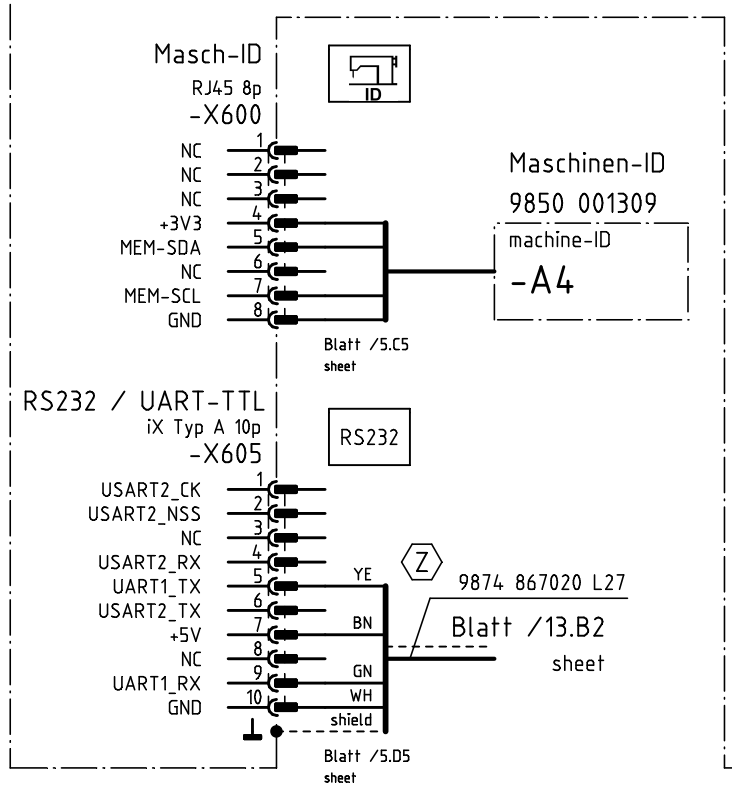 Masch-ID
RJ45 8p
-X600
ID
NC 1
NC 2
NC 3
+3V3 4
MEM-SDA 5
NC 6
MEM-SCL 7
GND 8
Maschinen-ID
9850 001309
machine-ID
-A4
Blatt /5.C5
sheet
RS232 / UART-TTL
iX Typ A 10p
-X605
RS232
USART2_CK 1
USART2_NSS 2
NC 3
USART2_RX 4
UART1_TX 5 YE
USART2_TX 6
+5V 7 BN
NC 8
UART1_RX 9 GN
GND 10 WH
shield
Z
9874 867020 L27
Blatt /13.B2
sheet
Blatt /5.D5
sheet